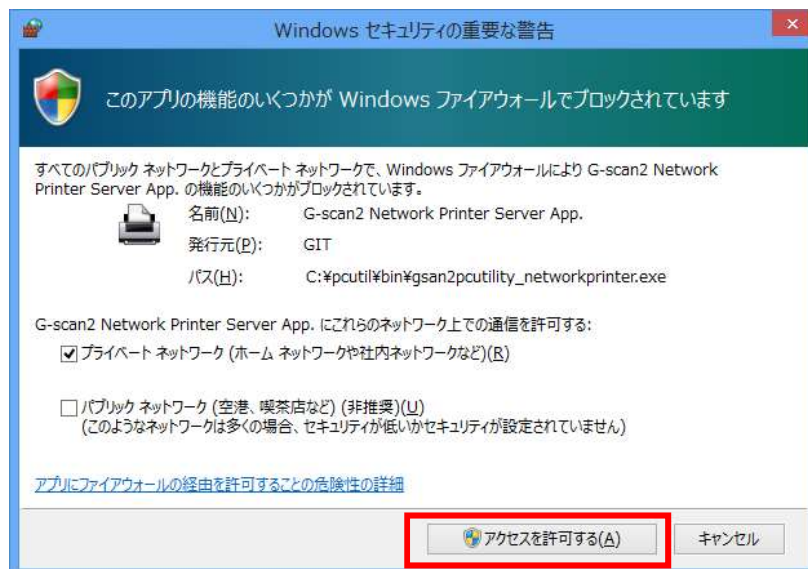 Windows セキュリティの重要な警告
このアプリの機能のいくつかが Windows ファイアウォールでブロックされています
すべてのパブリック ネットワークとプライベート ネットワークで、Windows ファイアウォールにより G-scan2 Network
Printer Server App. の機能のいくつかがブロックされています。
名前(N): G-scan2 Network Printer Server App.
発行元(P): GIT
パス(H): C:¥pcutil¥bin¥gsan2pcutility_networkprinter.exe
G-scan2 Network Printer Server App. にこれらのネットワーク上での通信を許可する:
プライベート ネットワーク (ホーム ネットワークや社内ネットワークなど)(R)
パブリック ネットワーク (空港、喫茶店など) (非推奨)(U)
(このようなネットワークは多くの場合、セキュリティが低いかセキュリティが設定されていません)
アプリにファイアウォールの経由を許可することの危険性の詳細
アクセスを許可する(A) キャンセル